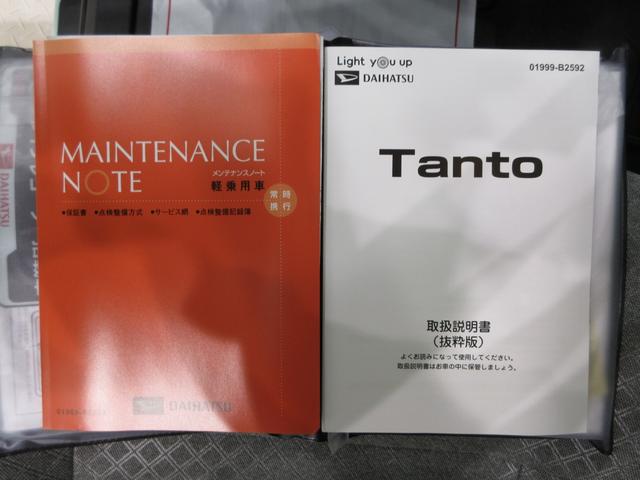 MAINTENANCE
NOTE
メンテナンスノート
軽乗用車
常時
携行
●保証書 ●点検整備方式 ●サービス網 ●点検整備記録簿
DAIHATSU
Light you up
DAIHATSU
01999-B2592
Tanto
取扱説明書
（抜粋版）
よくお読みになって使用してください。
取扱説明書はお車の中に保管しましょう。
DAIHATSU